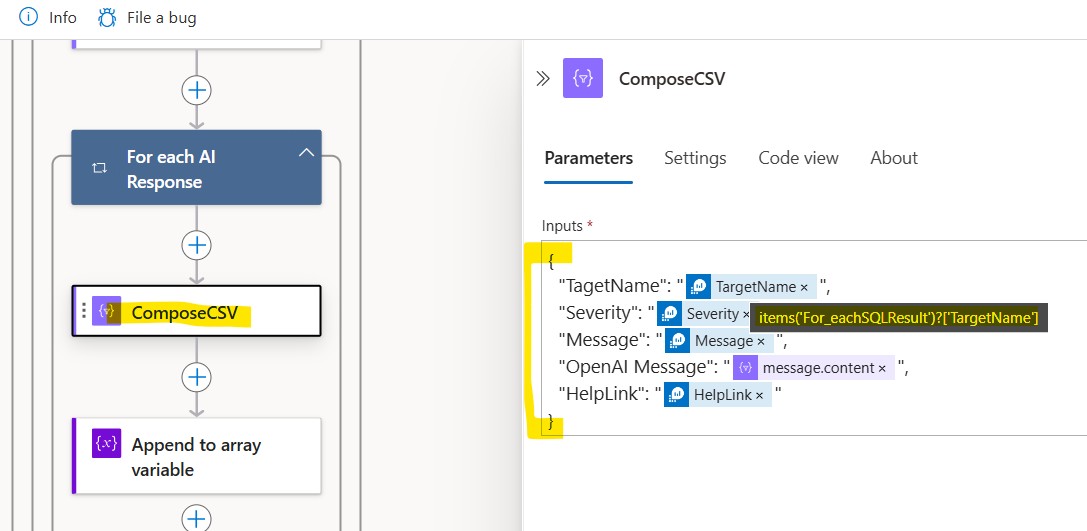 Info File a bug
For each AI
Response
ComposeCSV
Append to array
variable
ComposeCSV
Parameters Settings Code view About
Inputs *
{
"TagetName": " TargetName × ",
"Severity": " Severity × items('For_eachSQLResult')?['TargetName']
"Message": " Message × ",
"OpenAI Message": " message.content × ",
"HelpLink": " HelpLink × "
}